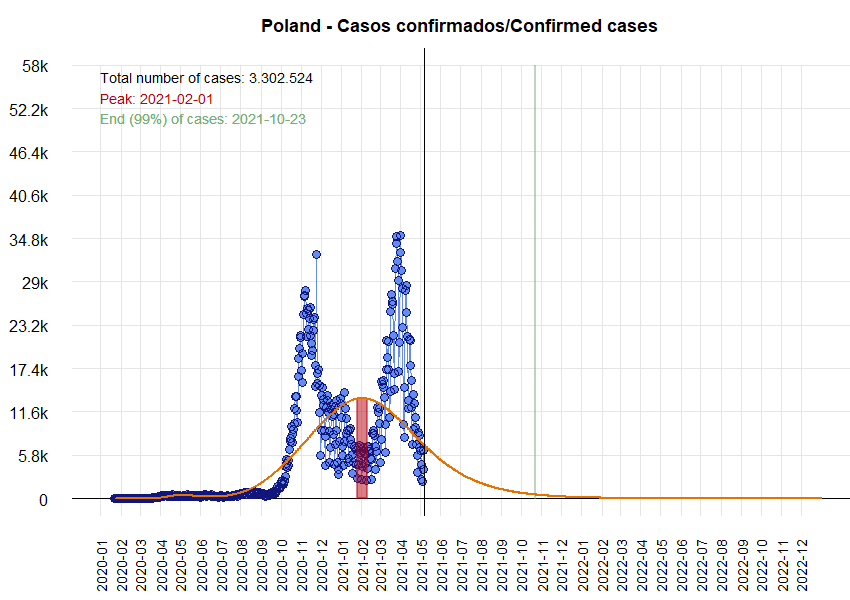 Poland - Casos confirmados/Confirmed cases
58k
52.2k
46.4k
40.6k
34.8k
29k
23.2k
17.4k
11.6k
5.8k
0
Total number of cases: 3.302.524
Peak: 2021-02-01
End (99%) of cases: 2021-10-23
2020-01
2020-02
2020-03
2020-04
2020-05
2020-06
2020-07
2020-08
2020-09
2020-10
2020-11
2020-12
2021-01
2021-02
2021-03
2021-04
2021-05
2021-06
2021-07
2021-08
2021-09
2021-10
2021-11
2021-12
2022-01
2022-02
2022-03
2022-04
2022-05
2022-06
2022-07
2022-08
2022-09
2022-10
2022-11
2022-12